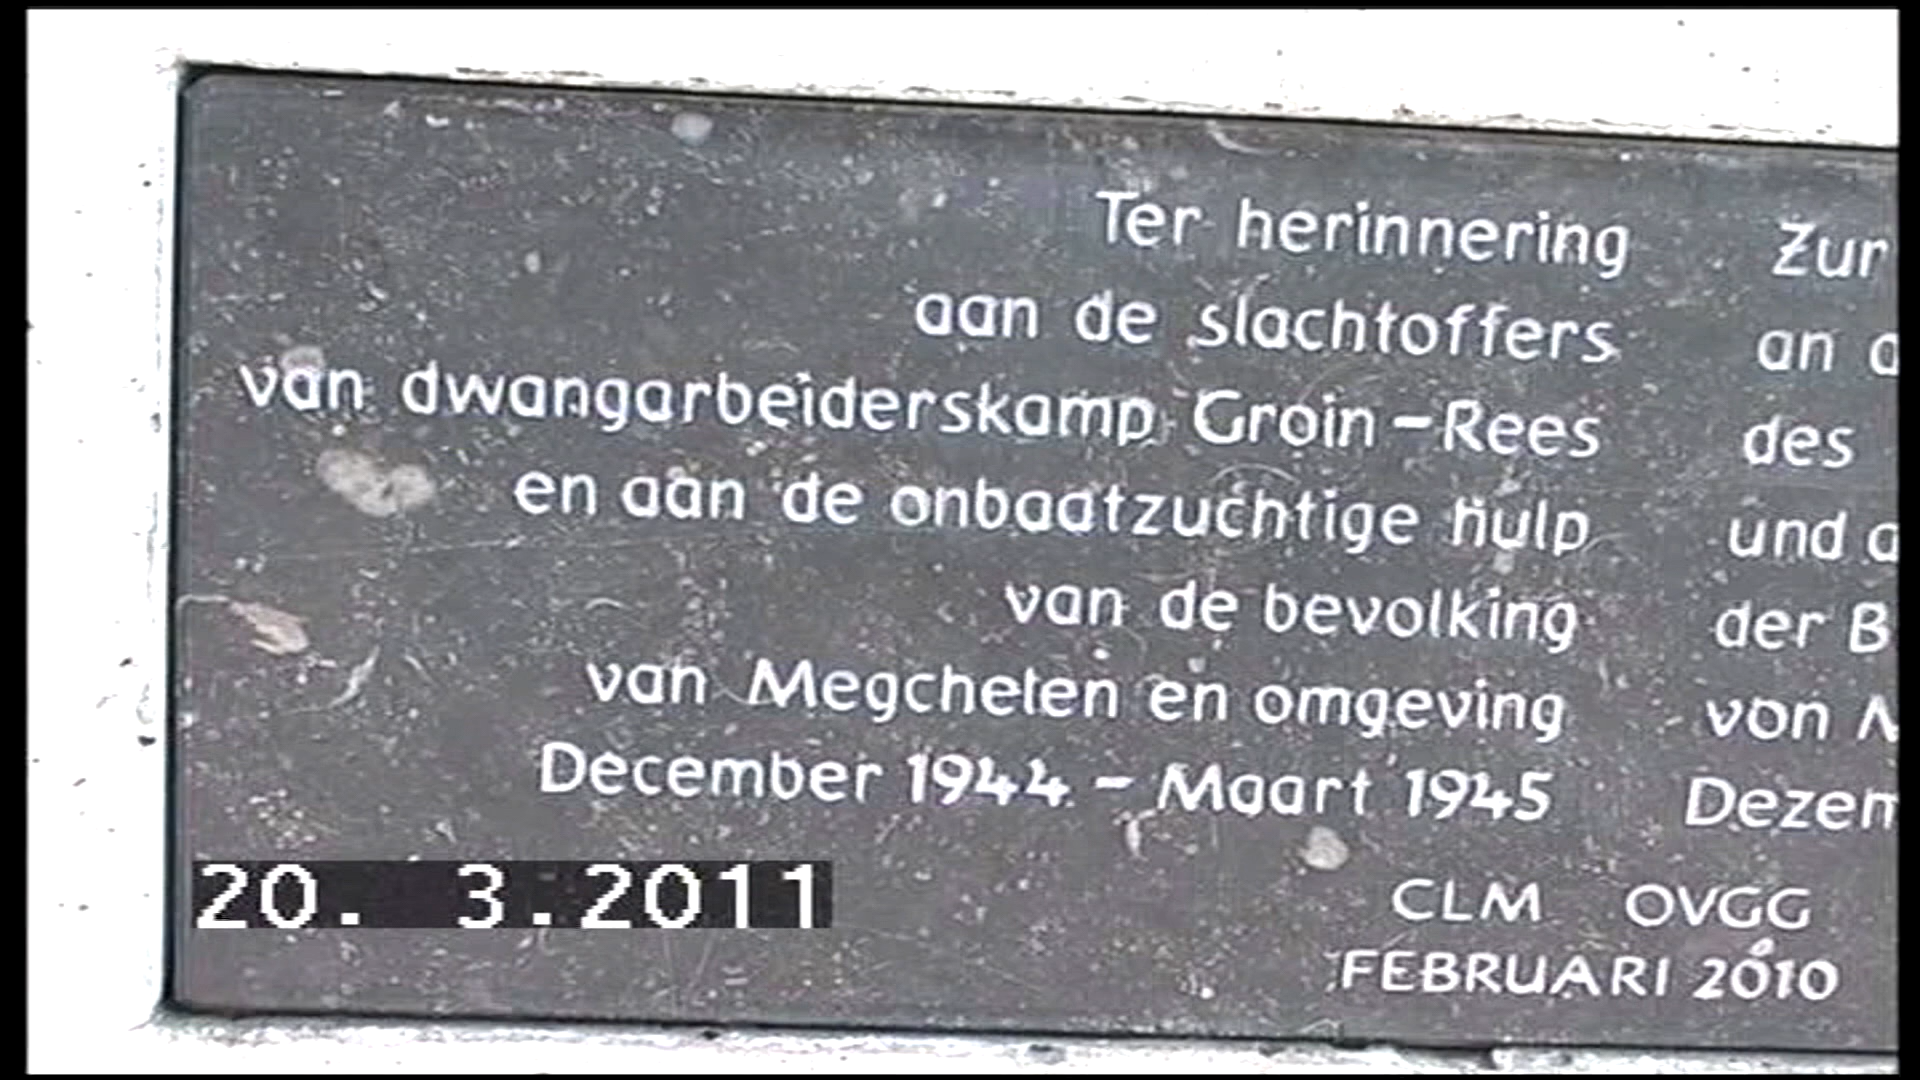 Ter herinnering
aan de slachtoffers
van dwangarbeiderskamp Groin-Rees
en aan de onbaatzuchtige hulp
van de bevolking
van Megchelen en omgeving
December 1944 - Maart 1945
Zur
an
des
und
der B
von
Dezem
CLM OVGG
FEBRUARI 2010
20. 3.2011